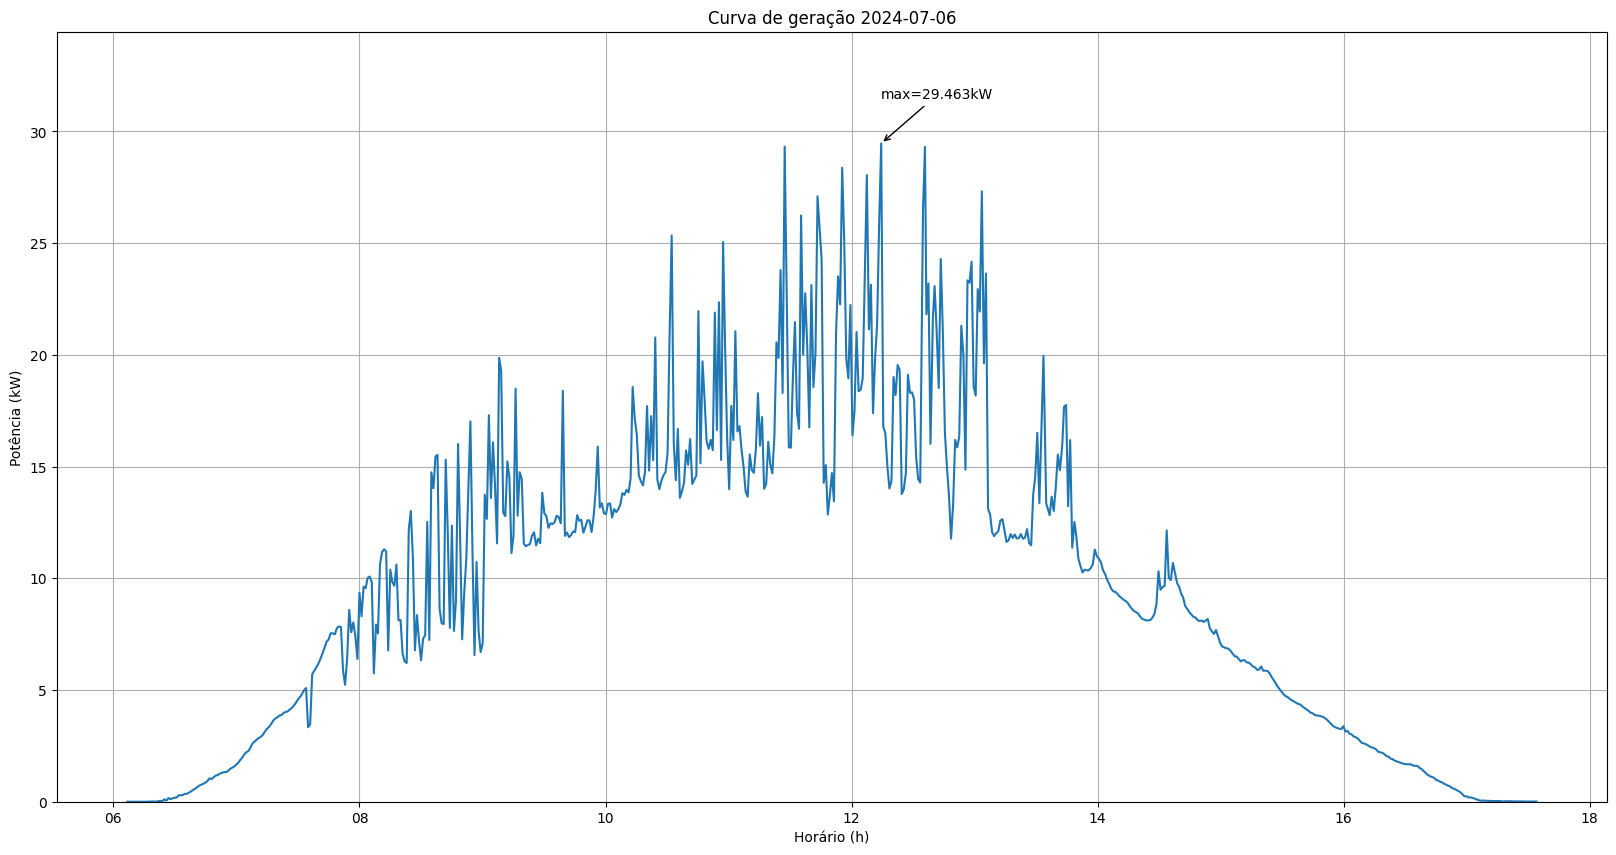 Curva de geração 2024-07-06
max=29.463kW
Potência (kW)
30
25
20
15
10
5
0
06 08 10 12 14 16 18
Horário (h)